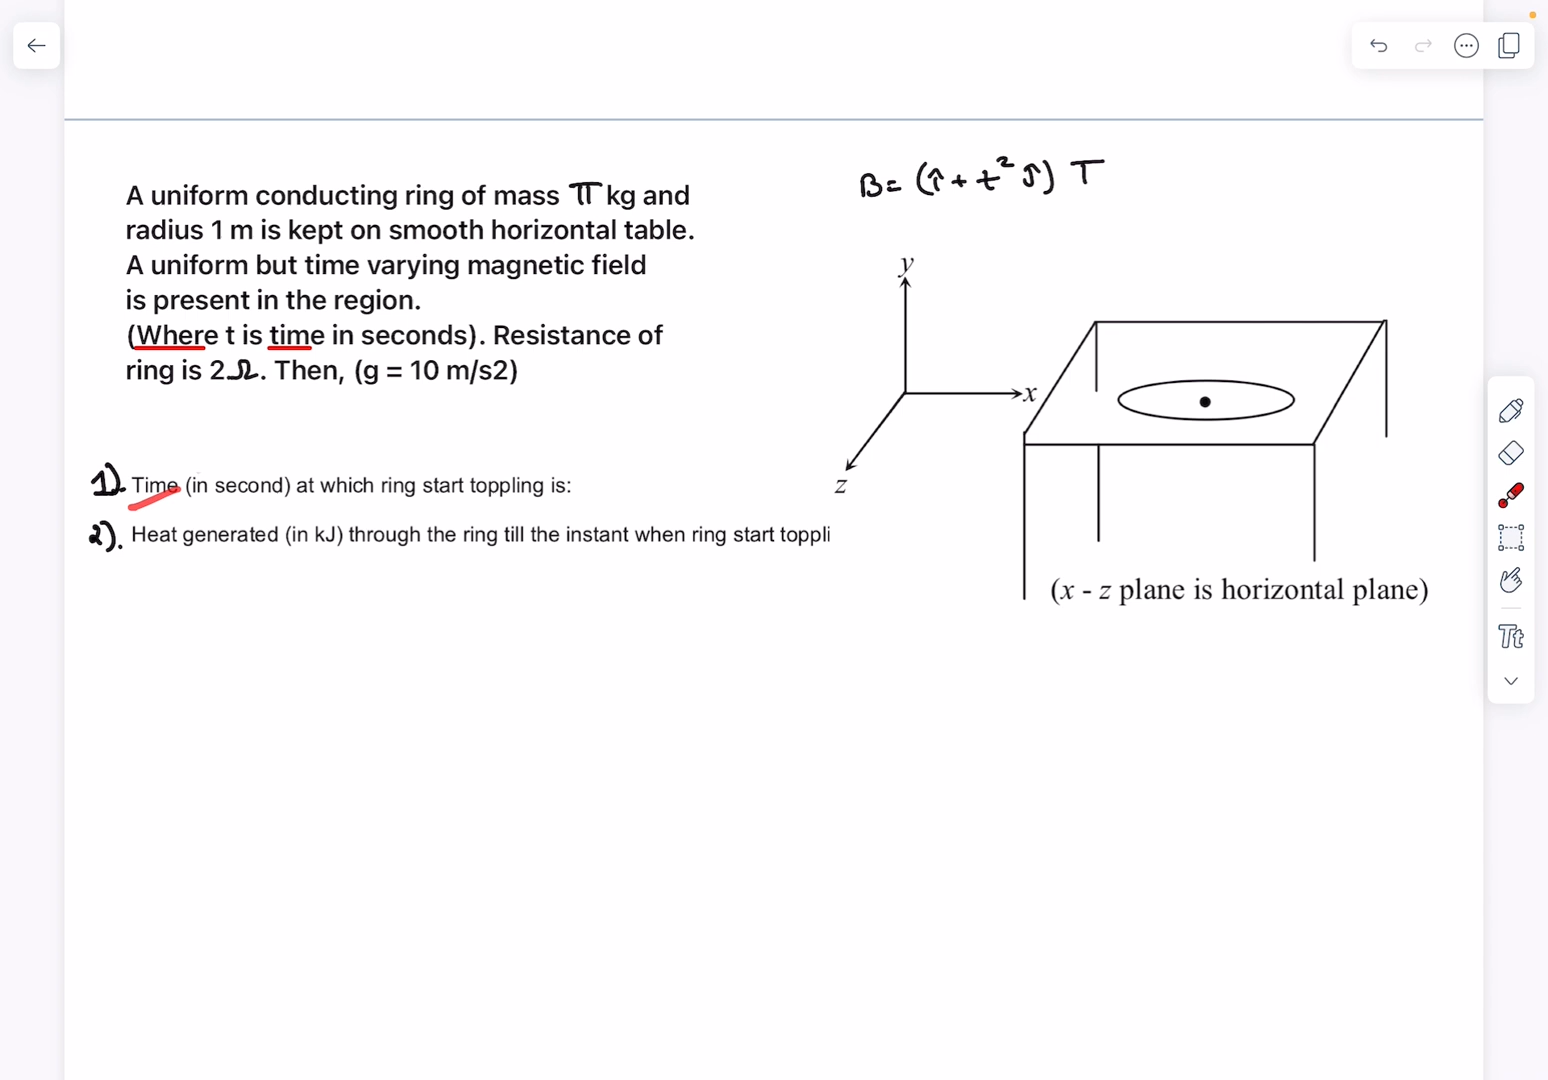 B = (î + t² ĵ) T
A uniform conducting ring of mass π kg and
radius 1 m is kept on smooth horizontal table.
A uniform but time varying magnetic field
is present in the region.
(Where t is time in seconds). Resistance of
ring is 2Ω. Then, (g = 10 m/s2)
y
x
z
1). Time (in second) at which ring start toppling is:
2). Heat generated (in kJ) through the ring till the instant when ring start toppli
(x - z plane is horizontal plane)
Tt